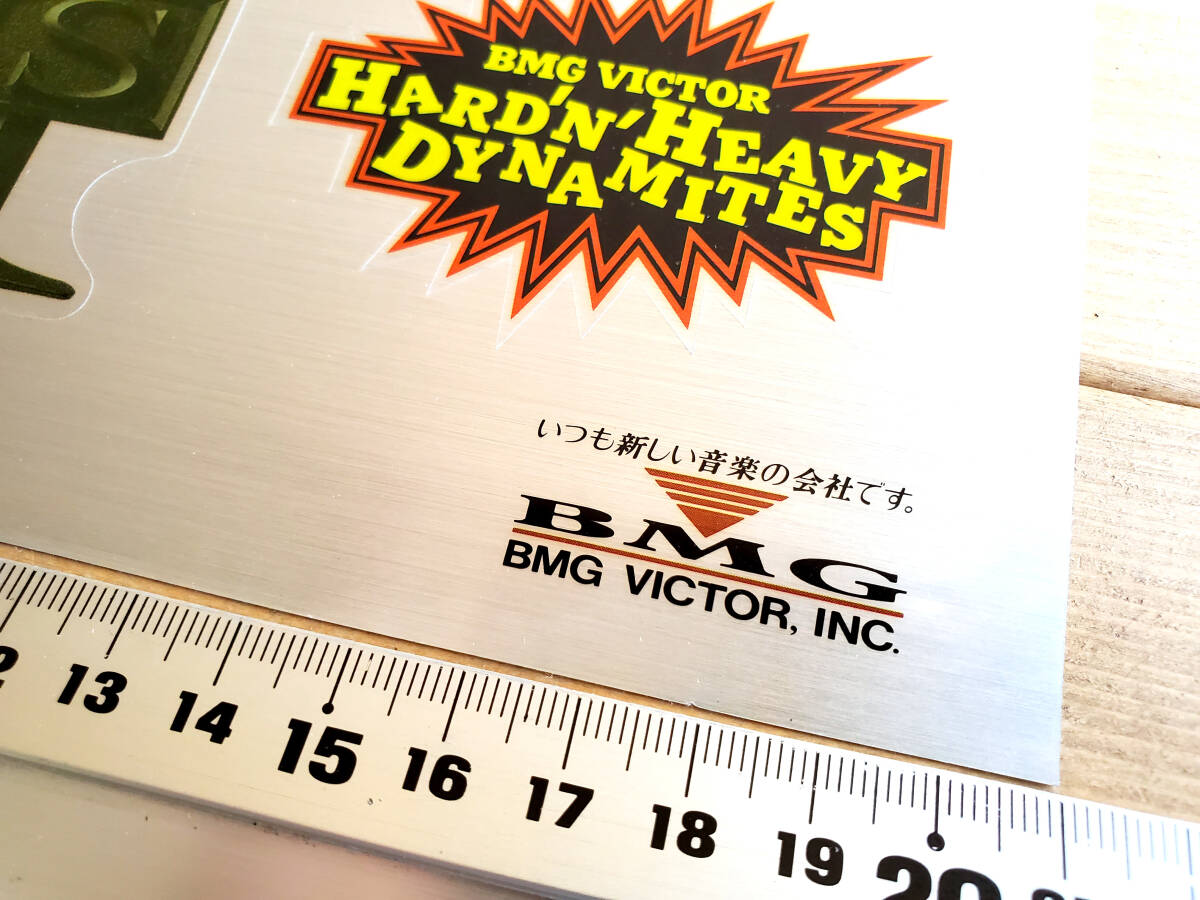 S
BMG VICTOR
HARD'N'HEAVY
DYNAMITES
いつも新しい音楽の会社です。
BMG
BMG VICTOR, INC.
13 14 15 16 17 18 19 20